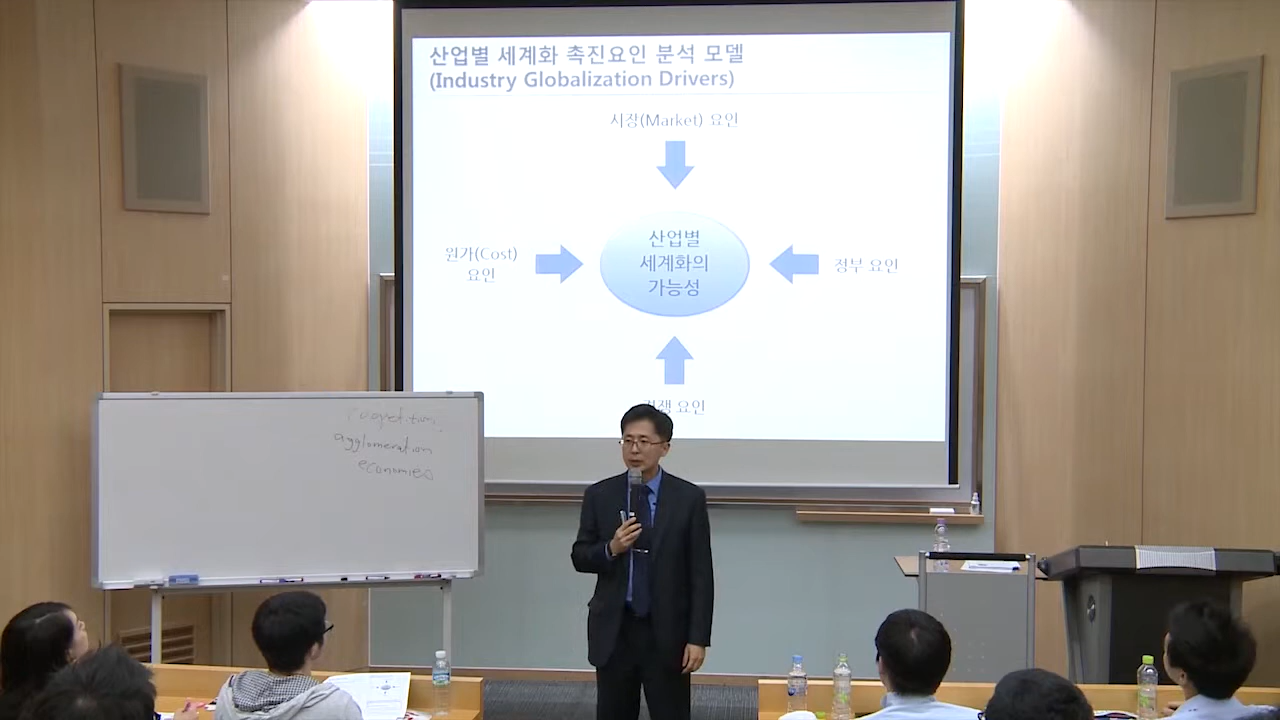 산업별 세계화 촉진요인 분석 모델
(Industry Globalization Drivers)
시장(Market) 요인
원가(Cost)
요인
산업별
세계화의
가능성
정부 요인
요인
agglomeration
economies